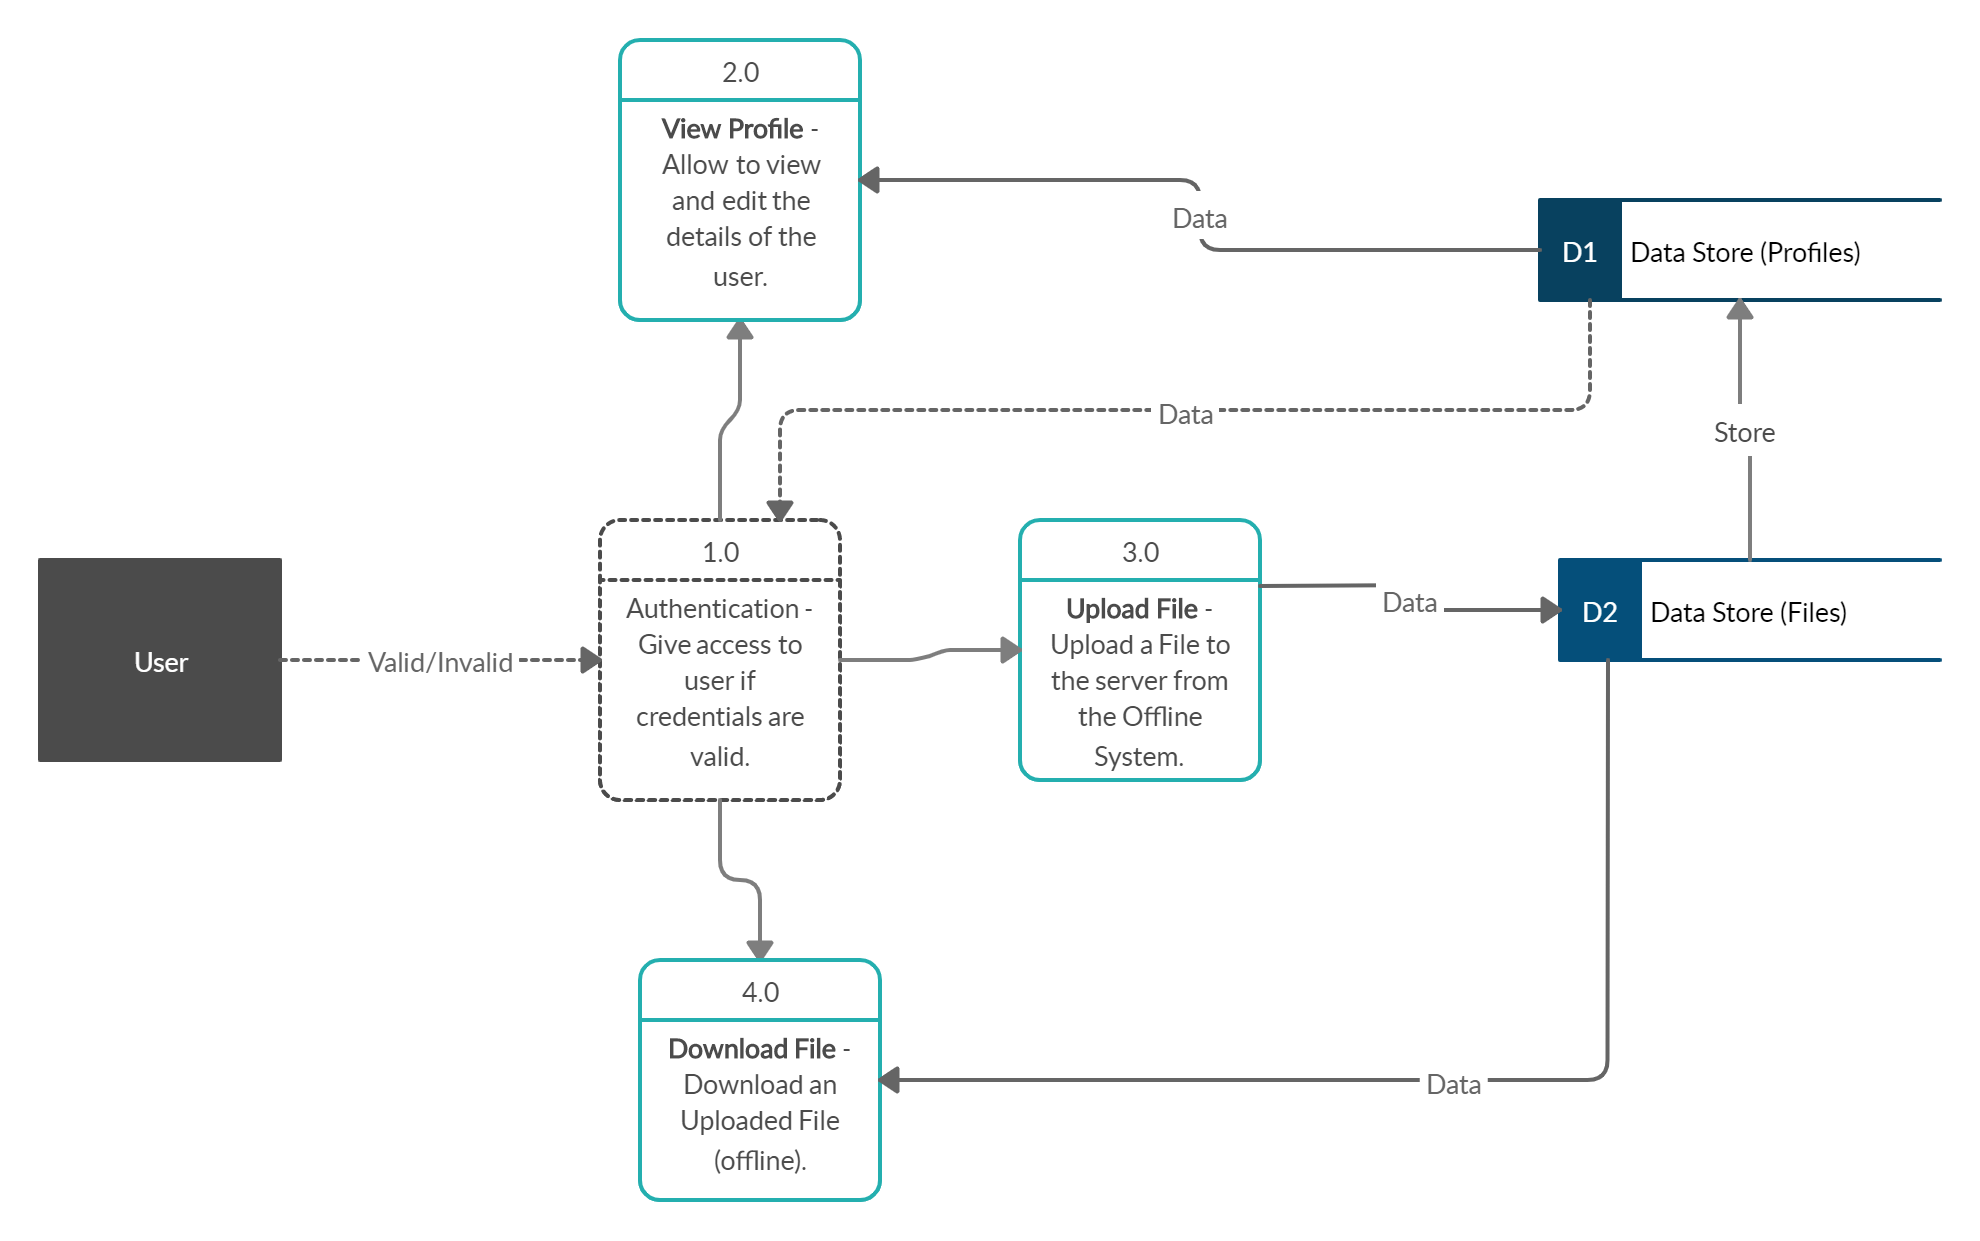 2.0
View Profile -
Allow to view
and edit the
details of the
user.
Data
D1
Data Store (Profiles)
Data
Store
1.0
Authentication -
Give access to
user if
credentials are
valid.
3.0
Upload File -
Upload a File to
the server from
the Offline
System.
Data
D2
Data Store (Files)
User
Valid/Invalid
4.0
Download File -
Download an
Uploaded File
(offline).
Data